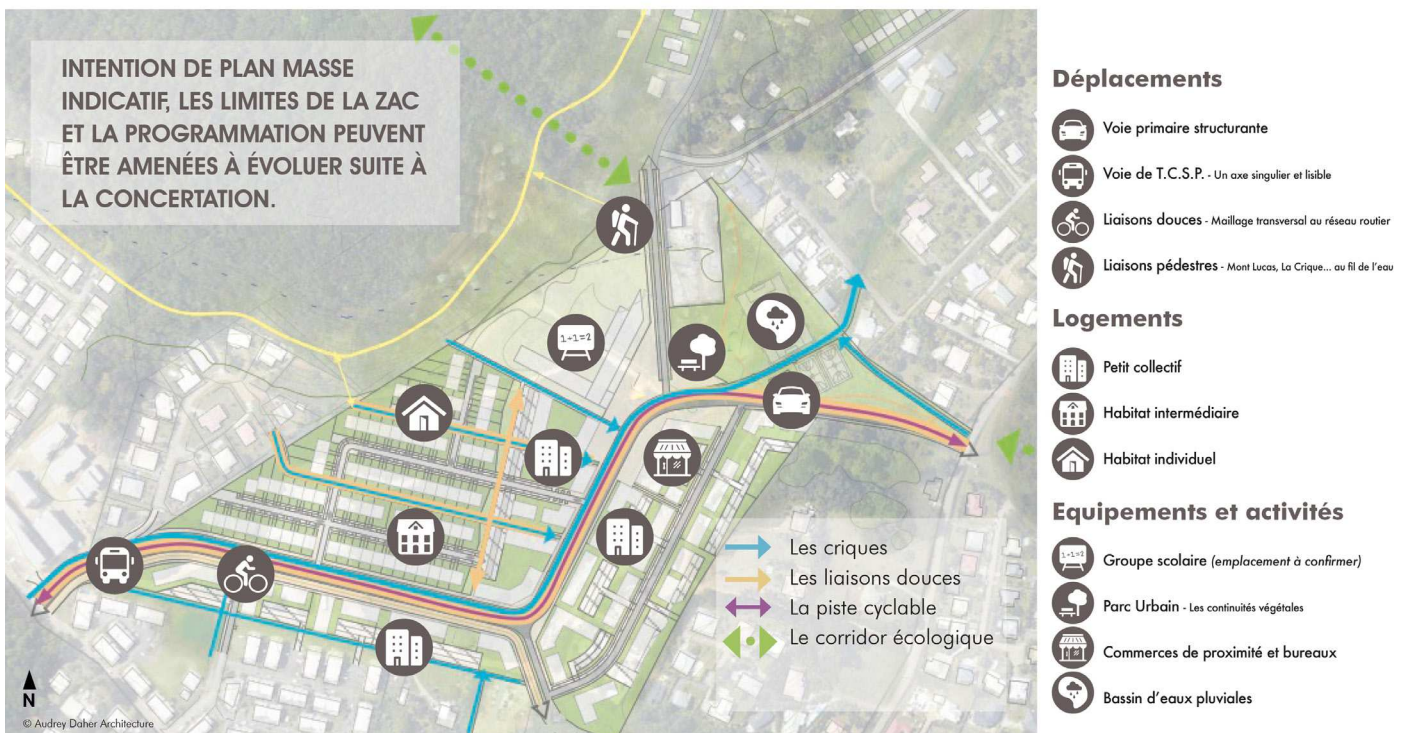 INTENTION DE PLAN MASSE
INDICATIF, LES LIMITES DE LA ZAC
ET LA PROGRAMMATION PEUVENT
ÊTRE AMENÉES À ÉVOLUER SUITE À
LA CONCERTATION.
1+1=2
Les criques
Les liaisons douces
La piste cyclable
Le corridor écologique
N
© Audrey Daher Architecture
Déplacements
Voie primaire structurante
Voie de T.C.S.P. - Un axe singulier et lisible
Liaisons douces - Maillage transversal au réseau routier
Liaisons pédestres - Mont Lucas, La Crique... au fil de l'eau
Logements
Petit collectif
Habitat intermédiaire
Habitat individuel
Equipements et activités
1+1=2
Groupe scolaire (emplacement à confirmer)
Parc Urbain - Les continuités végétales
Commerces de proximité et bureaux
Bassin d'eaux pluviales